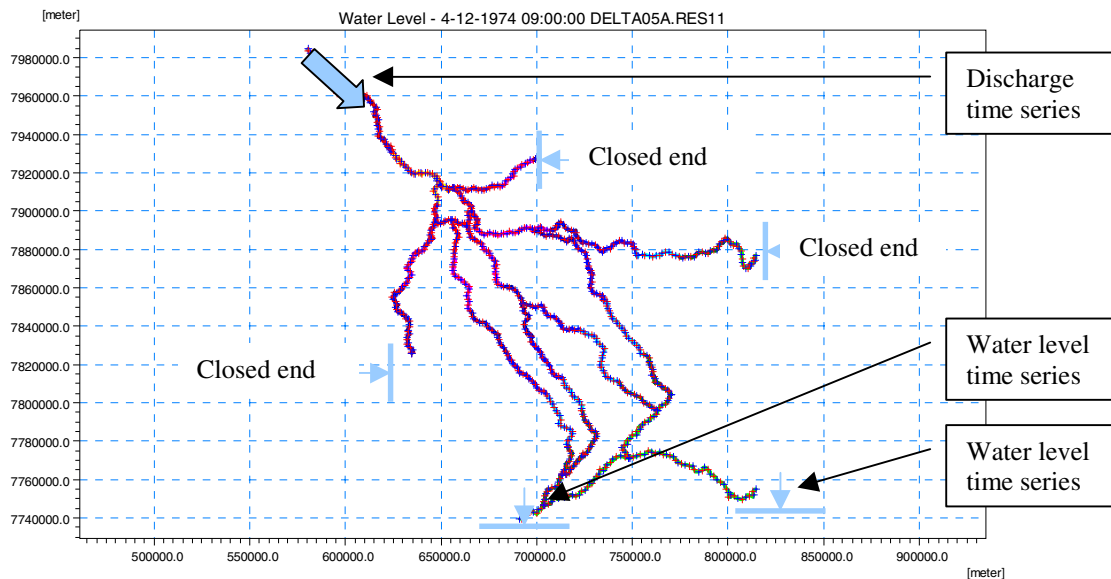 [meter]
Water Level - 4-12-1974 09:00:00 DELTA05A.RES11
7980000.0
7960000.0
7940000.0
7920000.0
7900000.0
7880000.0
7860000.0
7840000.0
7820000.0
7800000.0
7780000.0
7760000.0
7740000.0
Discharge
time series
Closed end
Closed end
Closed end
Water level
time series
Water level
time series
500000.0
550000.0
600000.0
650000.0
700000.0
750000.0
800000.0
850000.0
900000.0
[meter]